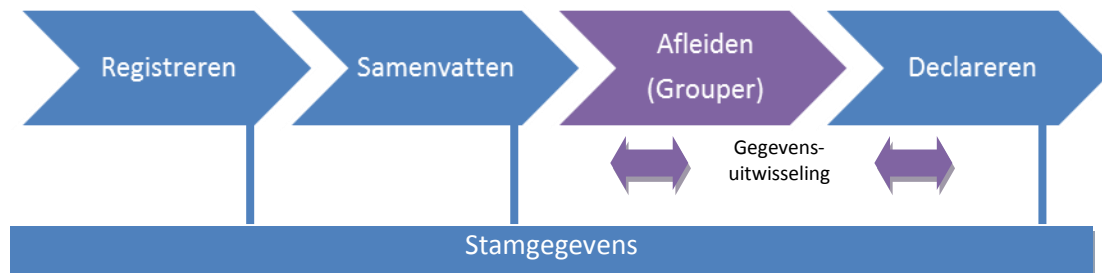 Registreren
Samenvatten
Afleiden
(Grouper)
Declareren
Gegevens-
uitwisseling
Stamgegevens